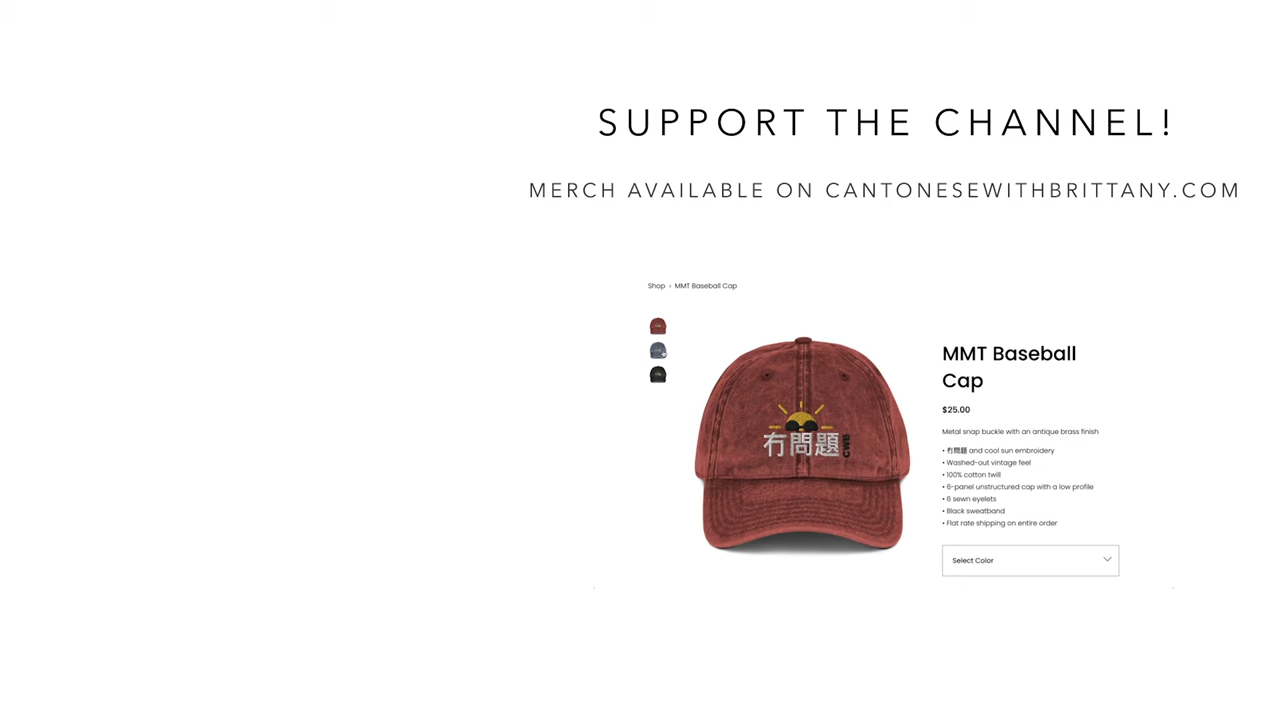 SUPPORT THE CHANNEL!
MERCH AVAILABLE ON CANTONESEWITHBRITTANY.COM
Shop › MMT Baseball Cap
冇問題
CWB
MMT Baseball
Cap
$25.00
Metal snap buckle with an antique brass finish
• 冇問題 and cool sun embroidery
• Washed-out vintage feel
• 100% cotton twill
• 6-panel unstructured cap with a low profile
• 6 sewn eyelets
• Black sweatband
• Flat rate shipping on entire order
Select Color